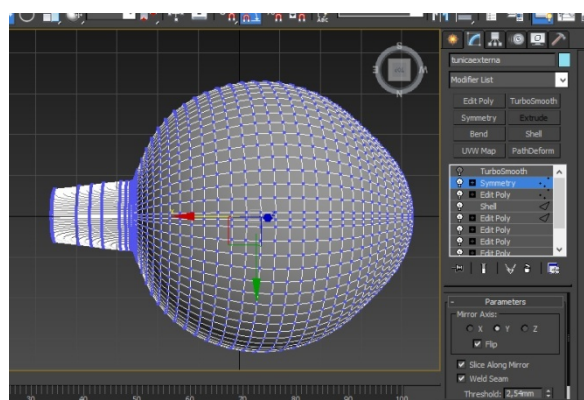 tunicaexterna
Modifier List
Edit Poly TurboSmooth
Symmetry Extrude
Bend Shell
UVW Map PathDeform
TurboSmooth
Symmetry
Edit Poly
Shell
Edit Poly
Edit Poly
Edit Poly
Edit Poly
Parameters
Mirror Axis:
X Y Z
Flip
Slice Along Mirror
Weld Seam
Threshold: 2,54mm
E W
N
30 40 50 60 70 80 90 100